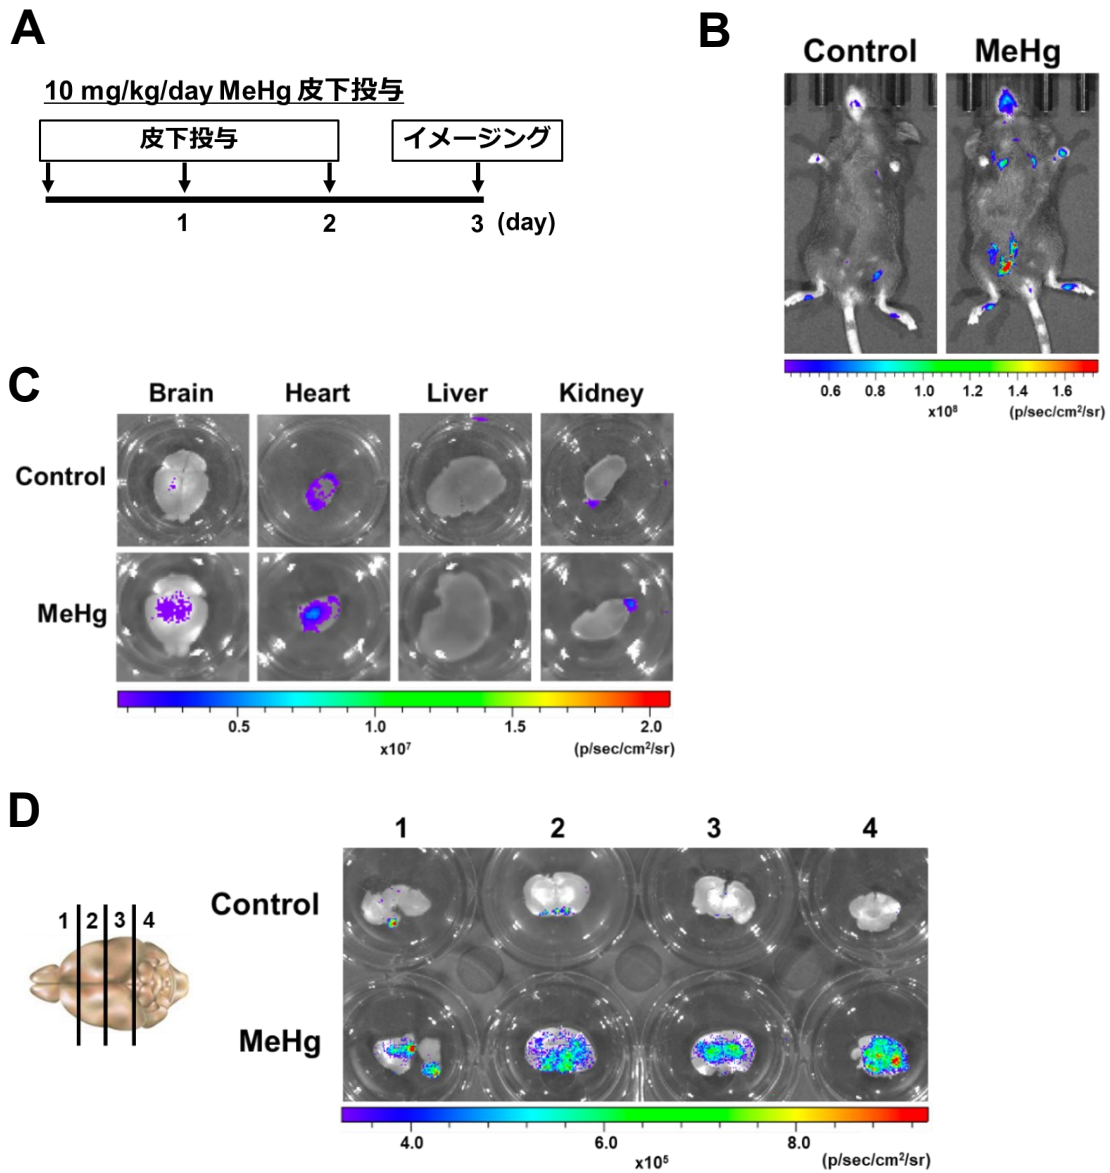 A
10 mg/kg/day MeHg 皮下投与
皮下投与
イメージング
1 2 3 (day)
B
Control MeHg
0.6 0.8 1.0 1.2 1.4 1.6
x10⁸ (p/sec/cm²/sr)
C
Brain Heart Liver Kidney
Control
MeHg
0.5 1.0 1.5 2.0
x10⁷ (p/sec/cm²/sr)
D
1 2 3 4
1 2 3 4
Control
MeHg
4.0 6.0 8.0
x10⁵ (p/sec/cm²/sr)